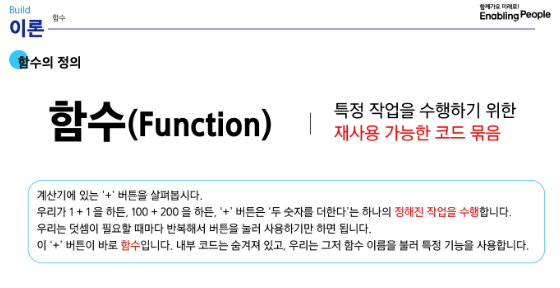 Build
이론
함수
함께가요 미래로!
Enabling People
함수의 정의
함수(Function)
특정 작업을 수행하기 위한
재사용 가능한 코드 묶음
계산기에 있는 '+' 버튼을 살펴봅시다.
우리가 1 + 1 을 하든, 100 + 200 을 하든, '+' 버튼은 '두 숫자를 더한다'는 하나의 정해진 작업을 수행합니다.
우리는 덧셈이 필요할 때마다 반복해서 버튼을 눌러 사용하기만 하면 됩니다.
이 '+' 버튼이 바로 함수입니다. 내부 코드는 숨겨져 있고, 우리는 그저 함수 이름을 불러 특정 기능을 사용합니다.